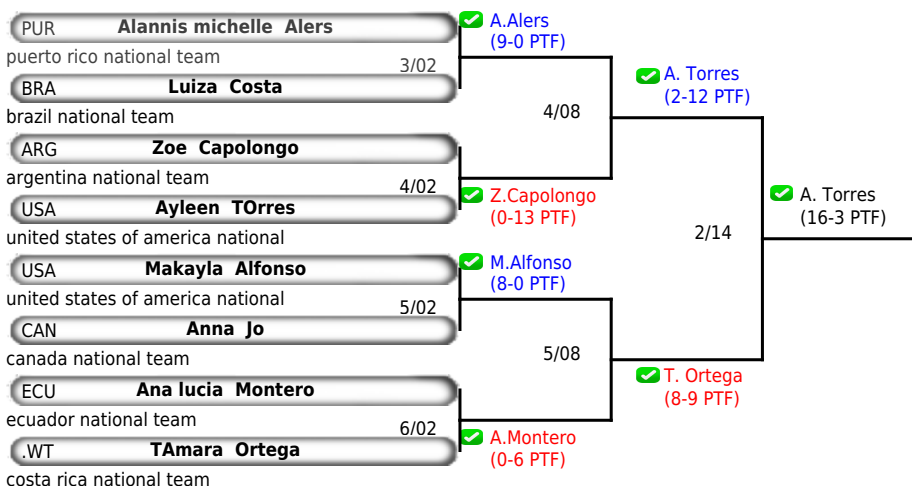 PUR Alannis michelle Alers
puerto rico national team
3/02
BRA Luiza Costa
brazil national team
ARG Zoe Capolongo
argentina national team
4/02
USA Ayleen TOrres
united states of america national
USA Makayla Alfonso
united states of america national
5/02
CAN Anna Jo
canada national team
ECU Ana lucia Montero
ecuador national team
6/02
.WT TAmara Ortega
costa rica national team
A.Alers
(9-0 PTF)
4/08
Z.Capolongo
(0-13 PTF)
M.Alfonso
(8-0 PTF)
5/08
A.Montero
(0-6 PTF)
A. Torres
(2-12 PTF)
2/14
T. Ortega
(8-9 PTF)
A. Torres
(16-3 PTF)